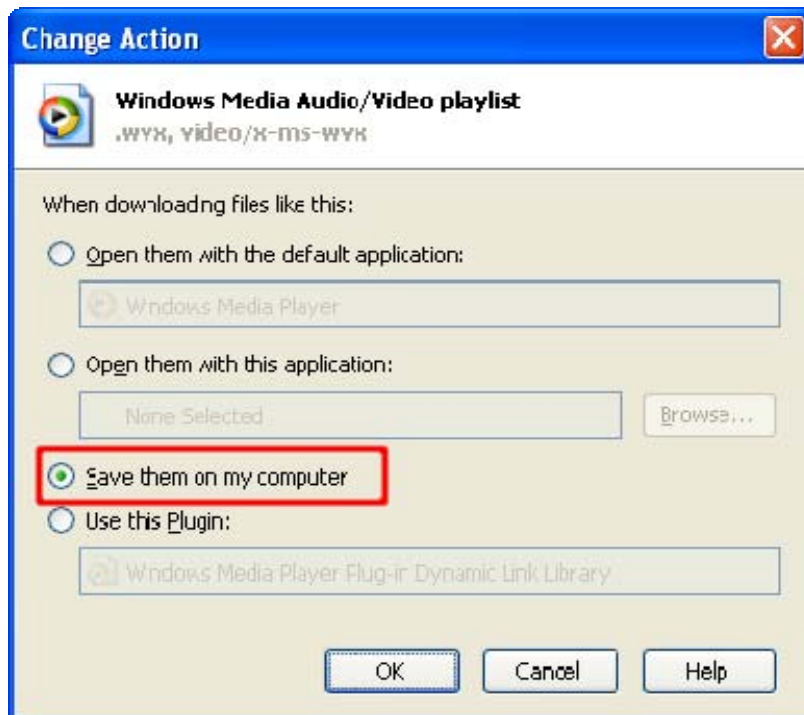 Change Action
Windows Media Audio/Video playlist
.wvx, video/x-ms-wvx
When downloading files like this:
Open them with the default application:
Windows Media Player
Open them with this application:
None Selected
Browse...
Save them on my computer
Use this Plugin:
Windows Media Player Plug-in Dynamic Link Library
OK
Cancel
Help